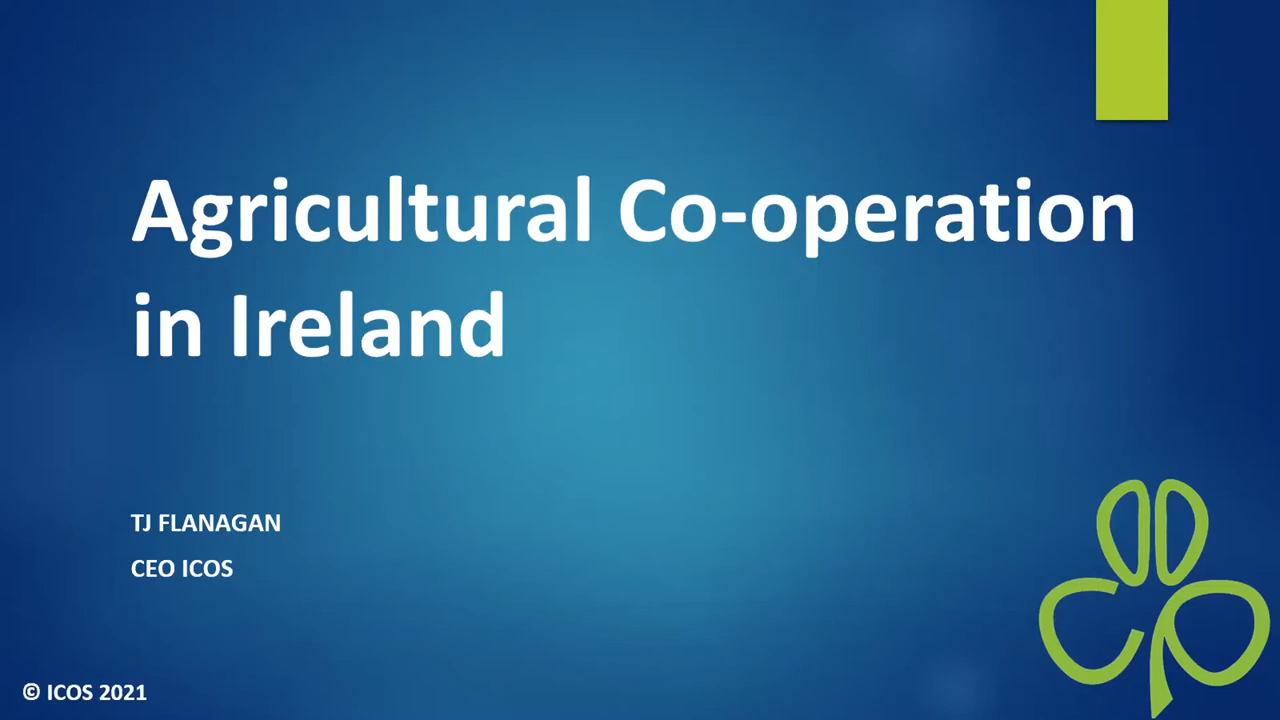 Agricultural Co-operation
in Ireland
TJ FLANAGAN
CEO ICOS
© ICOS 2021